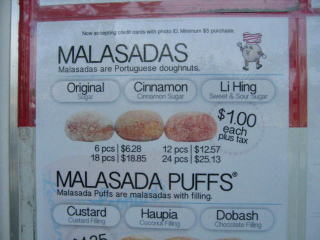 Now accepting credit cards with photo ID. Minimum $5 purchase.
MALASADAS
Malasadas are Portuguese doughnuts.
Original Cinnamon Li Hing
Sugar Cinnamon Sugar Sweet & Sour Sugar
$1.00
each
plus tax
6 pcs | $6.28 12 pcs | $12.57
18 pcs | $18.85 24 pcs | $25.13
MALASADA PUFFS®
Malasada Puffs are malasadas with filling.
Custard Haupia Dobash
Custard Filling Coconut Filling Chocolate Filling